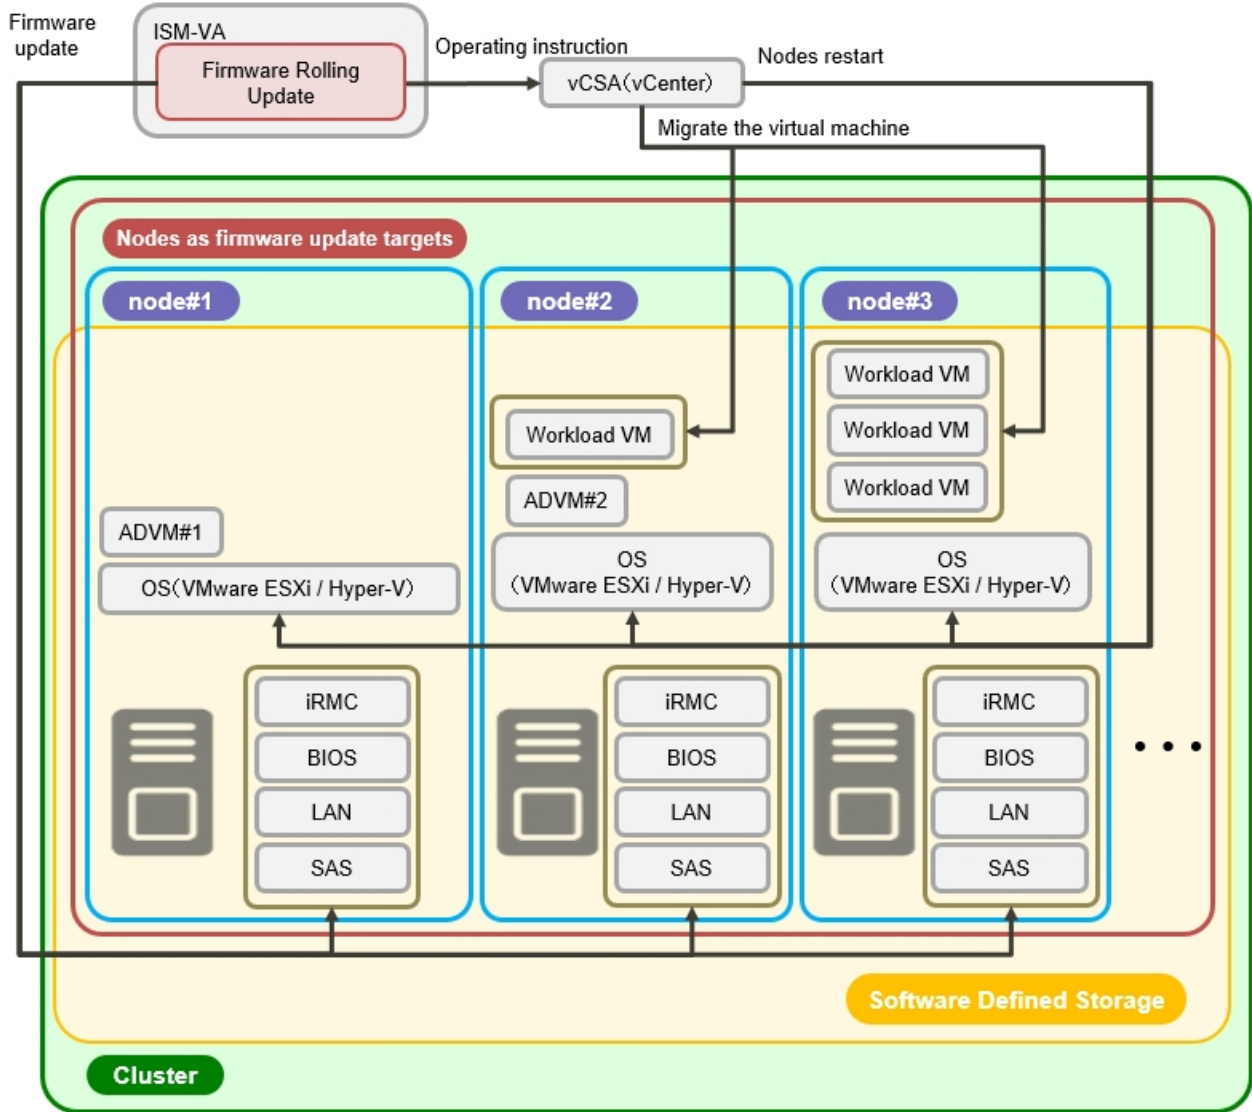 Firmware
update
ISM-VA
Firmware Rolling
Update
Operating instruction
vCSA(vCenter)
Nodes restart
Migrate the virtual machine
Nodes as firmware update targets
node#1
node#2
node#3
Workload VM
Workload VM
Workload VM
Workload VM
ADVM#1
ADVM#2
OS(VMware ESXi / Hyper-V)
OS
(VMware ESXi / Hyper-V)
OS
(VMware ESXi / Hyper-V)
iRMC
BIOS
LAN
SAS
iRMC
BIOS
LAN
SAS
iRMC
BIOS
LAN
SAS
• • •
Software Defined Storage
Cluster